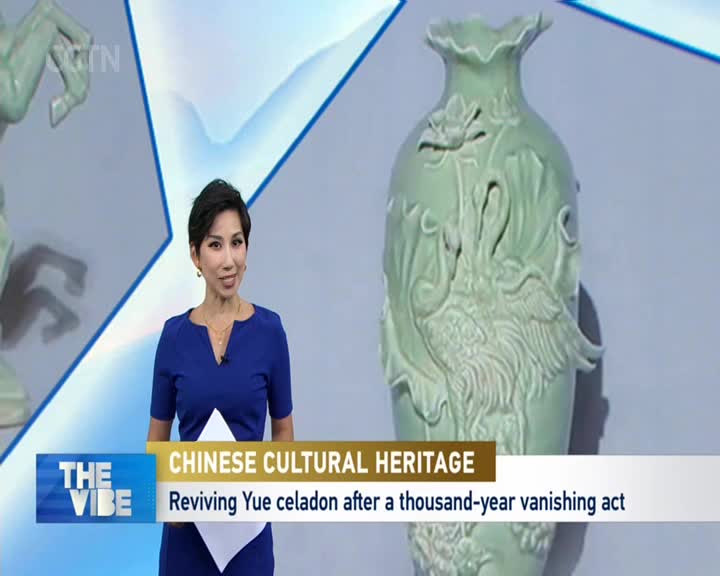 CGTN
CHINESE CULTURAL HERITAGE
THE
VIBE
Reviving Yue celadon after a thousand-year vanishing act